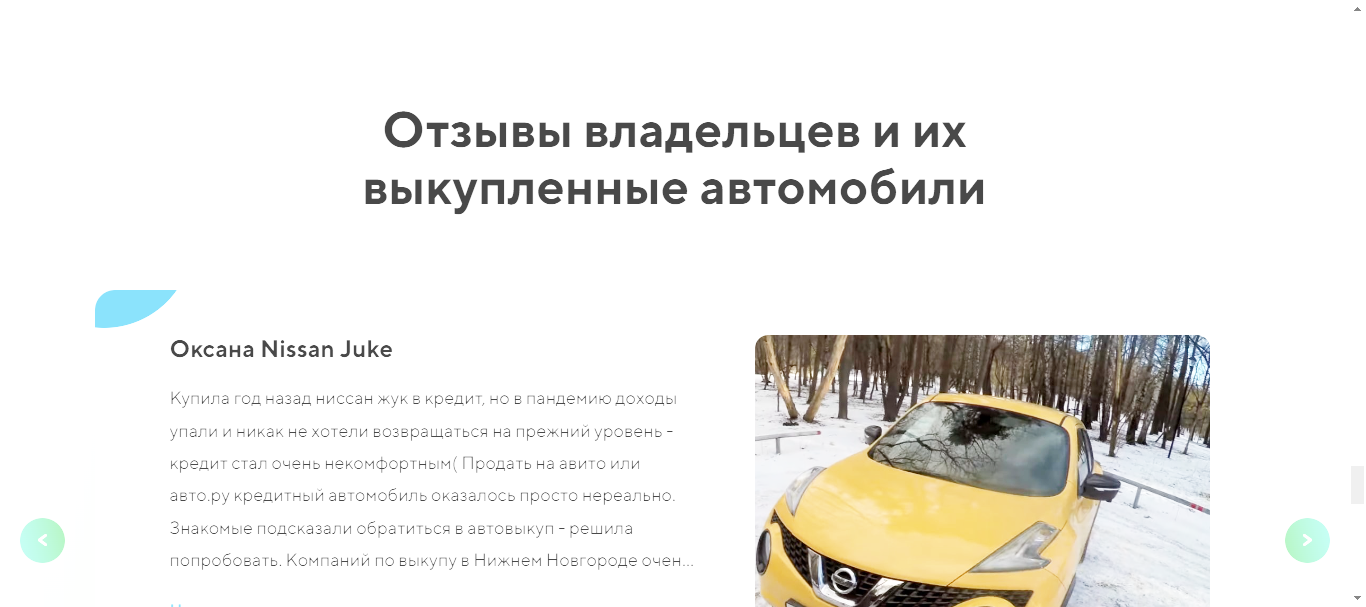 Отзывы владельцев и их
выкупленные автомобили
Оксана Nissan Juke
Купила год назад ниссан жук в кредит, но в пандемию доходы
упали и никак не хотели возвращаться на прежний уровень -
кредит стал очень некомфортным( Продать на авито или
авто.ру кредитный автомобиль оказалось просто нереально.
Знакомые подсказали обратиться в автовыкуп - решила
попробовать. Компаний по выкупу в Нижнем Новгороде очен...